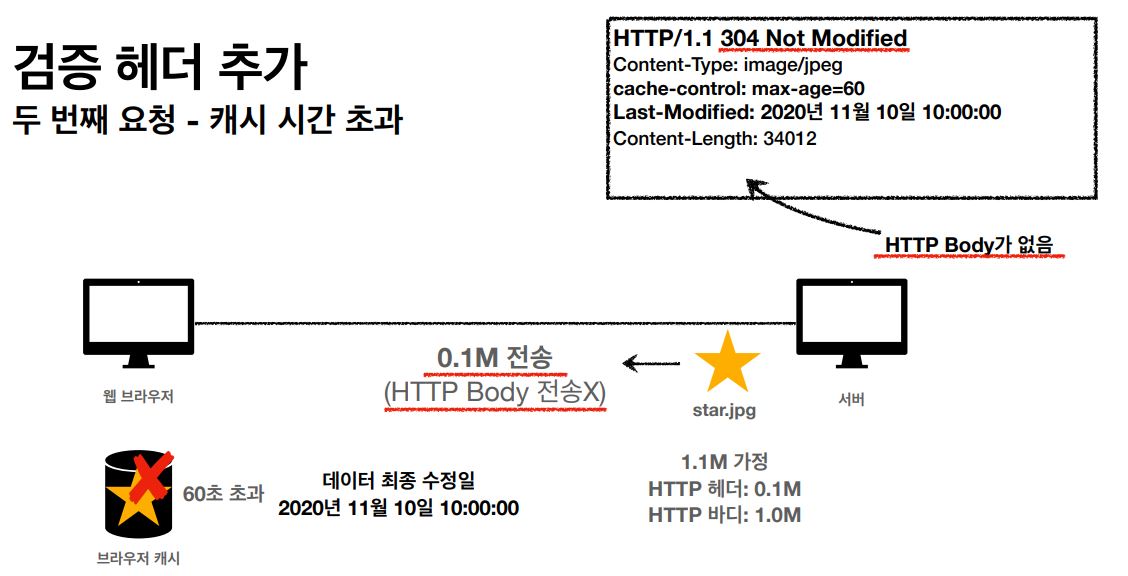 검증 헤더 추가
두 번째 요청 - 캐시 시간 초과
HTTP/1.1 304 Not Modified
Content-Type: image/jpeg
cache-control: max-age=60
Last-Modified: 2020년 11월 10일 10:00:00
Content-Length: 34012
HTTP Body가 없음
0.1M 전송
(HTTP Body 전송X)
웹 브라우저
star.jpg
서버
1.1M 가정
HTTP 헤더: 0.1M
HTTP 바디: 1.0M
60초 초과
데이터 최종 수정일
2020년 11월 10일 10:00:00
브라우저 캐시